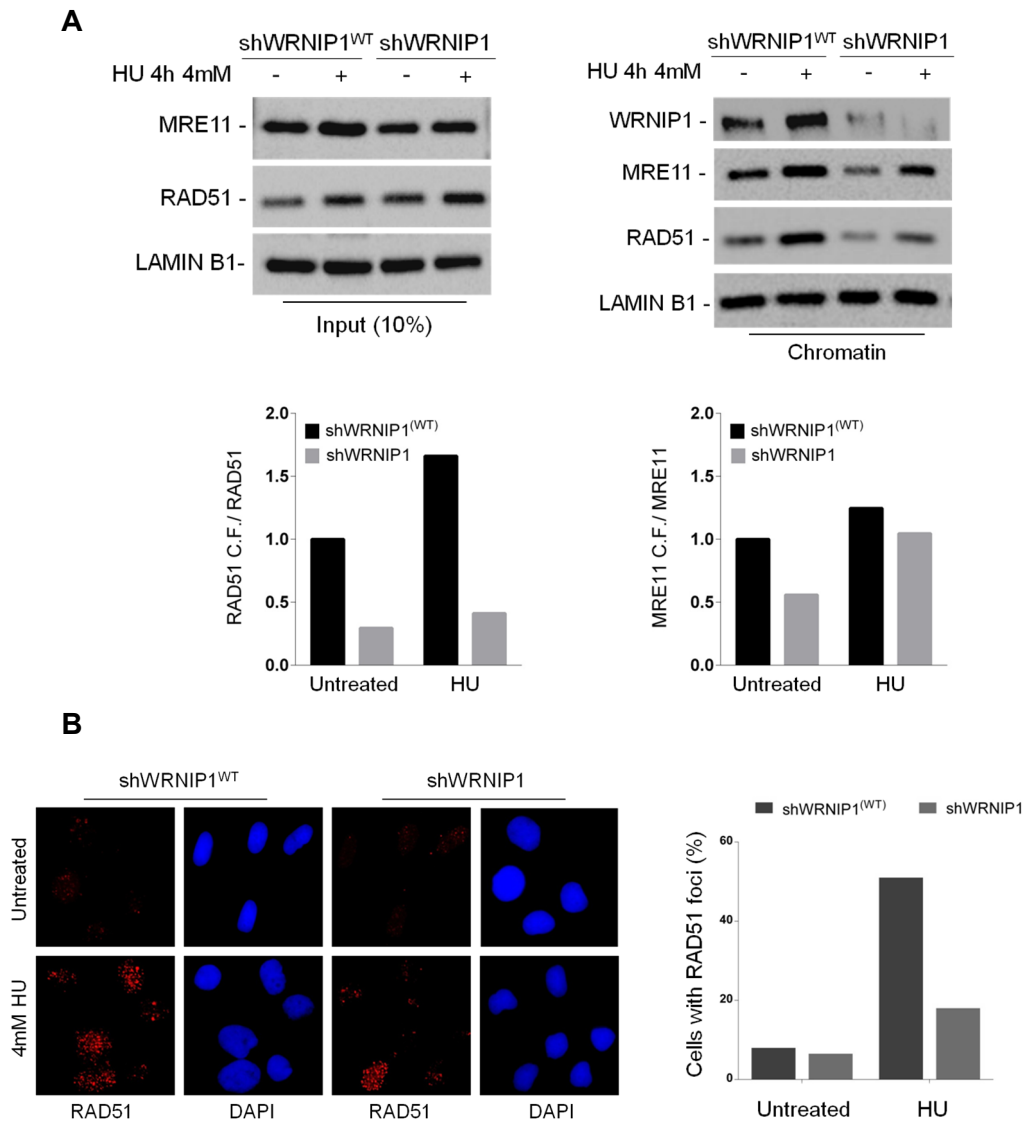 A
shWRNIP1WT shWRNIP1
HU 4h 4mM - + - +
MRE11 -
RAD51 -
LAMIN B1-
Input (10%)
shWRNIP1WT shWRNIP1
HU 4h 4mM - + - +
WRNIP1 -
MRE11 -
RAD51 -
LAMIN B1 -
Chromatin
RAD51 C.F./ RAD51
2.0
1.5
1.0
0.5
0.0
shWRNIP1(WT)
shWRNIP1
Untreated HU
MRE11 C.F./ MRE11
2.0
1.5
1.0
0.5
0.0
shWRNIP1(WT)
shWRNIP1
Untreated HU
B
shWRNIP1WT shWRNIP1
Untreated
4mM HU
RAD51 DAPI RAD51 DAPI
shWRNIP1(WT) shWRNIP1
Cells with RAD51 foci (%)
60
40
20
0
Untreated HU